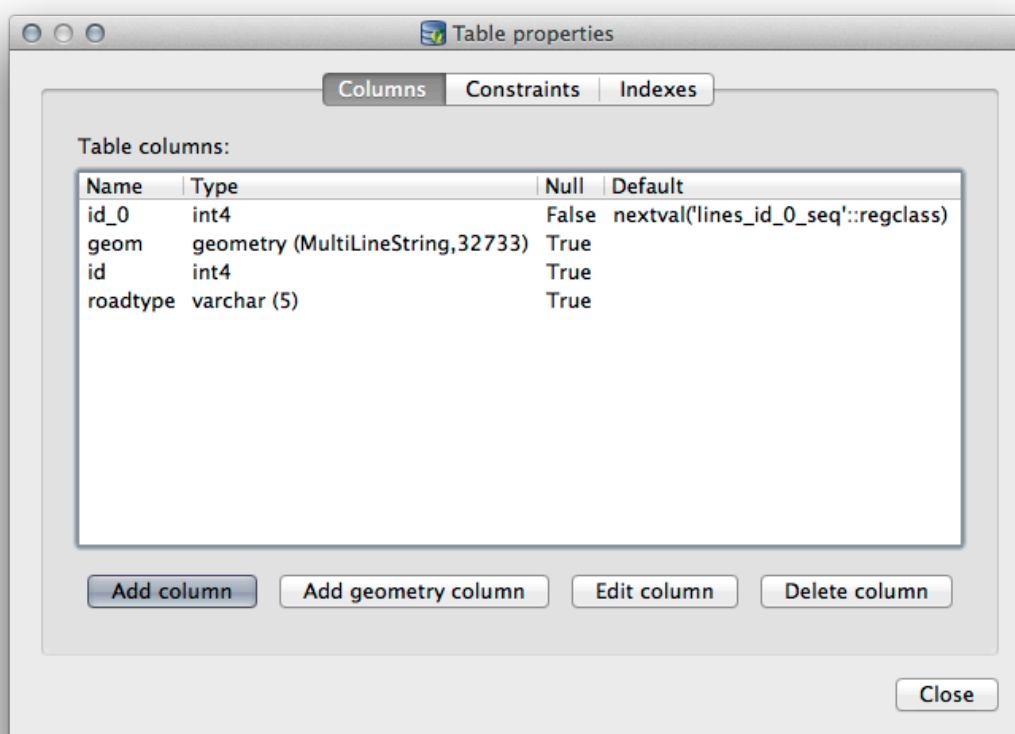 Table properties
Columns Constraints Indexes
Table columns:
Name Type Null Default
id_0 int4 False nextval('lines_id_0_seq'::regclass)
geom geometry (MultiLineString,32733) True
id int4 True
roadtype varchar (5) True
Add column Add geometry column Edit column Delete column
Close